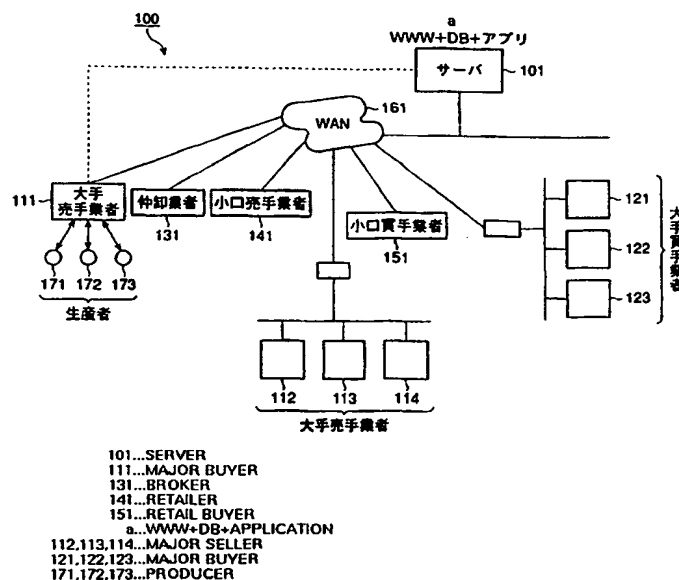 100
a
WWW+DB+アプリ
サーバ
101
161
WAN
111
大手
売手業者
仲卸業者
131
小口売手業者
141
小口買手業者
151
121
122
123
大手買手業者
171
172
173
生産者
112
113
114
大手売手業者
101...SERVER
111...MAJOR BUYER
131...BROKER
141...RETAILER
151...RETAIL BUYER
a...WWW+DB+APPLICATION
112,113,114...MAJOR SELLER
121,122,123...MAJOR BUYER
171,172,173...PRODUCER